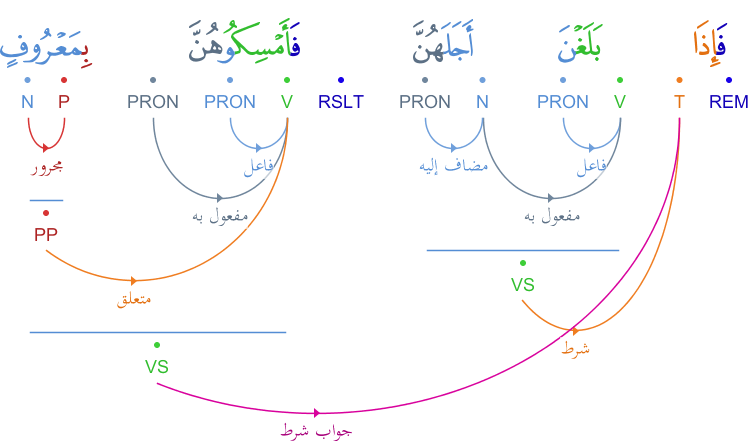 فَإِذَا بَلَغْنَ أَجَلَهُنَّ فَأَمْسِكُوهُنَّ بِمَعْرُوفٍ
REM T V PRON N PRON RSLT V PRON PRON P N
فاعل مضاف إليه فاعل مجرور
مفعول به مفعول به
PP
VS
متعلق
شرط
VS
جواب شرط